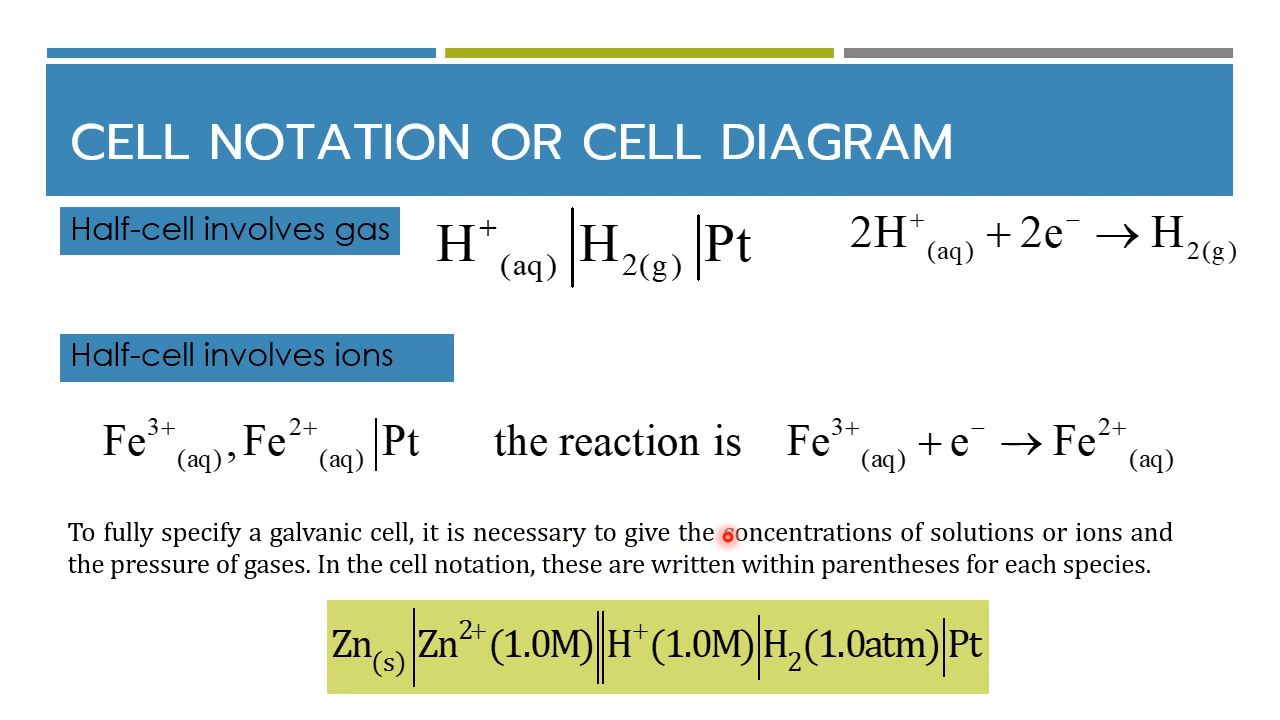 CELL NOTATION OR CELL DIAGRAM
Half-cell involves gas
H⁺(aq)|H₂(g)|Pt 2H⁺(aq) + 2e⁻ → H₂(g)
Half-cell involves ions
Fe³⁺(aq), Fe²⁺(aq)|Pt the reaction is Fe³⁺(aq) + e⁻ → Fe²⁺(aq)
To fully specify a galvanic cell, it is necessary to give the concentrations of solutions or ions and
the pressure of gases. In the cell notation, these are written within parentheses for each species.
Zn(s)|Zn²⁺(1.0M)||H⁺(1.0M)|H₂(1.0atm)|Pt